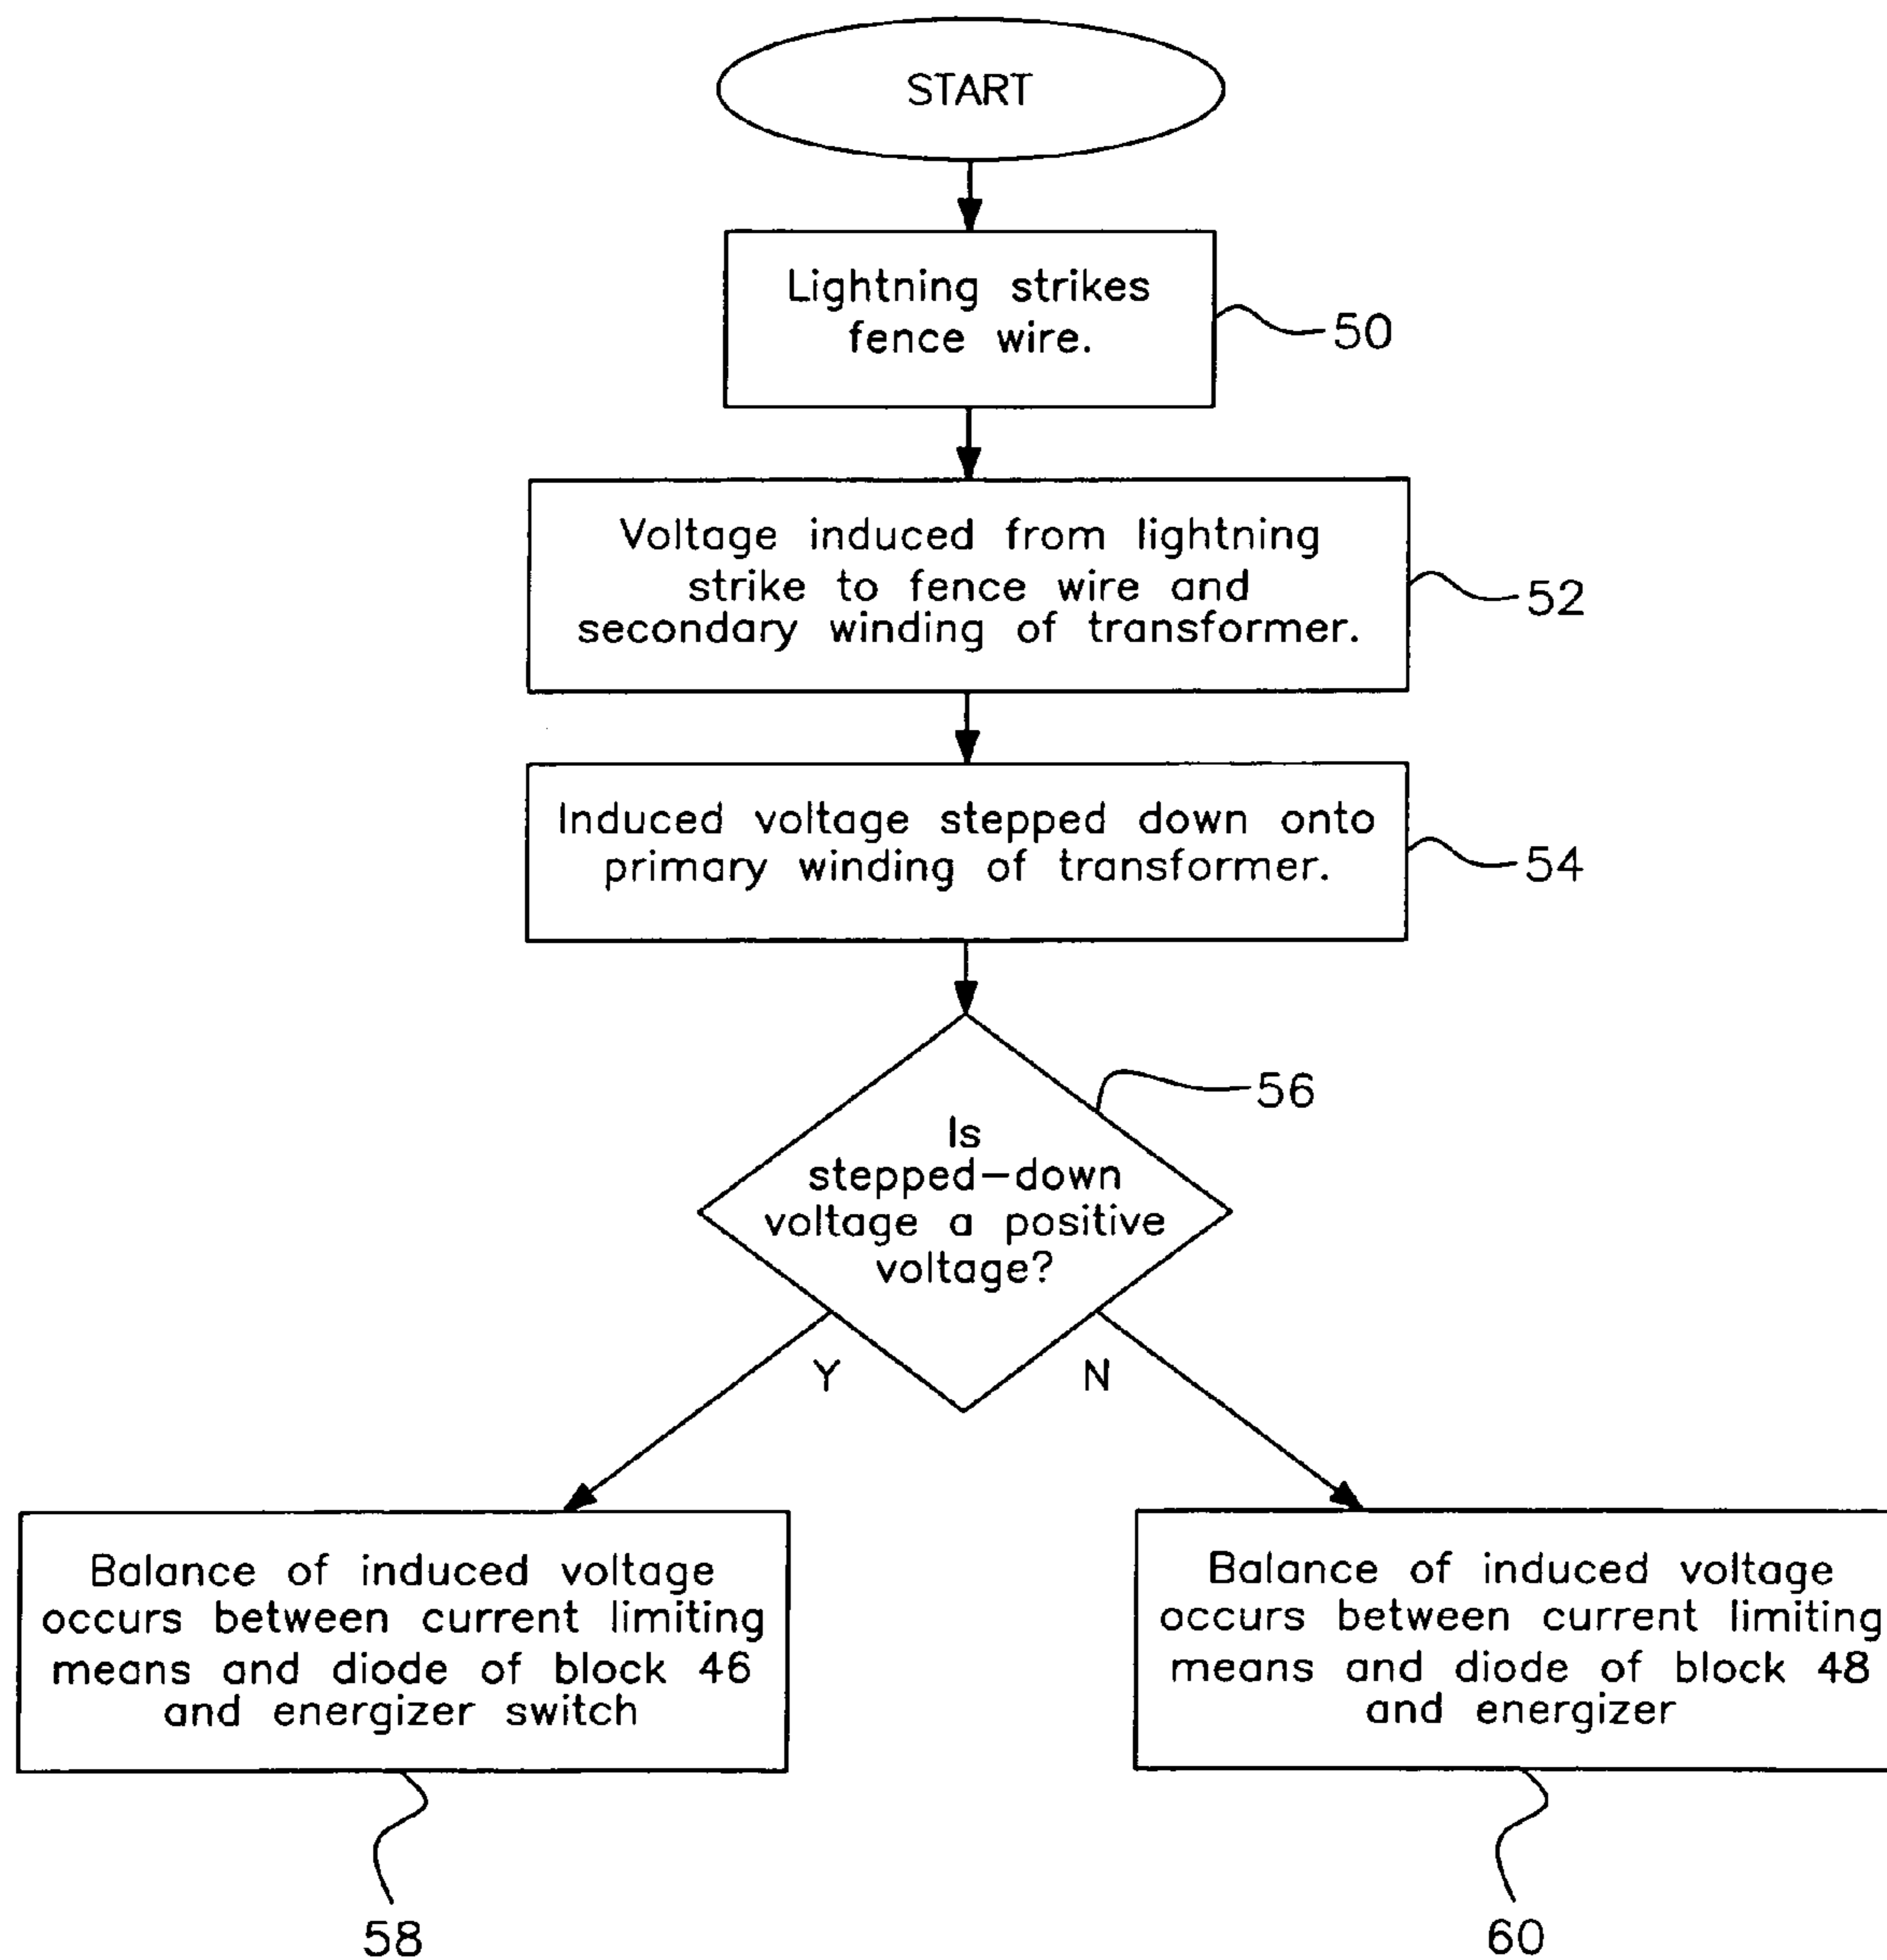 START
Lightning strikes
fence wire.
50
Voltage induced from lightning
strike to fence wire and
secondary winding of transformer.
52
Induced voltage stepped down onto
primary winding of transformer.
54
56
Is
stepped-down
voltage a positive
voltage?
Y
N
Balance of induced voltage
occurs between current limiting
means and diode of block 46
and energizer switch
Balance of induced voltage
occurs between current limiting
means and diode of block 48
and energizer
58
60